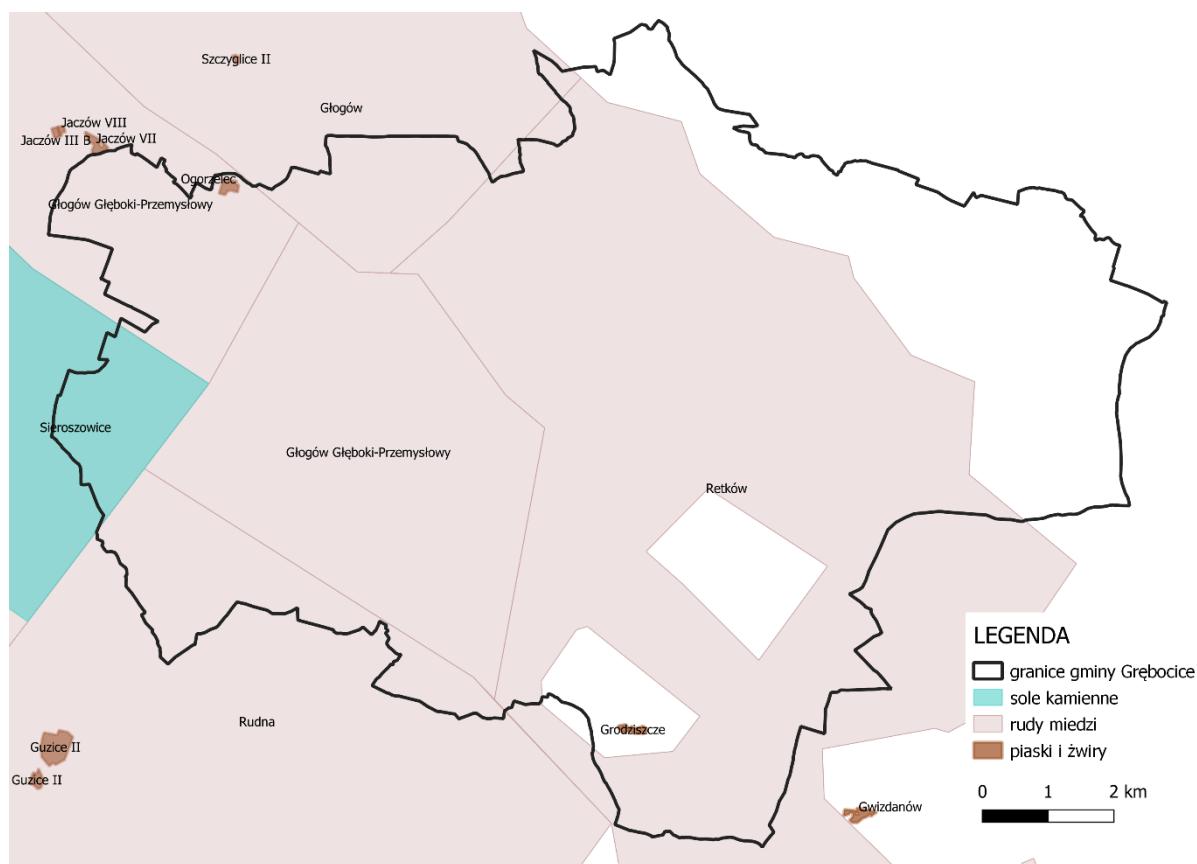 Szczyglice II
Głogów
Jaczów VIII
Jaczów III B
Jaczów VII
Ogorzelec
Głogów Głęboki-Przemysłowy
Sieroszowice
Głogów Głęboki-Przemysłowy
Retków
Rudna
Grodziszcze
Guzice II
Guzice II
Gwizdanów
LEGENDA
granice gminy Grębocice
sole kamienne
rudy miedzi
piaski i żwiry
0 1 2 km